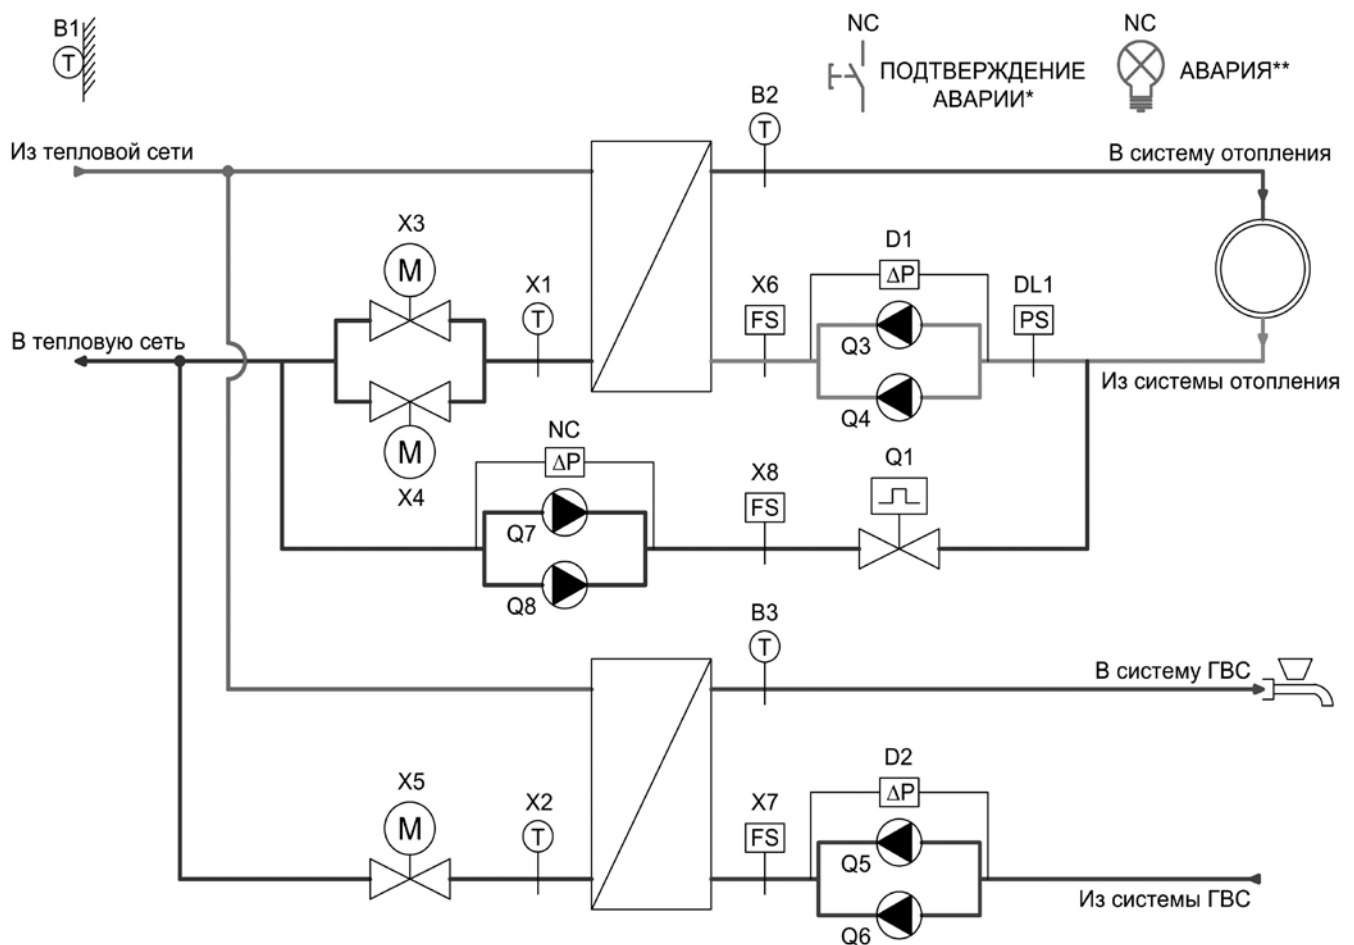 B1
T
NC
ПОДТВЕРЖДЕНИЕ
АВАРИИ*
NC
АВАРИЯ**
B2
T
Из тепловой сети
В систему отопления
X3
M
X1
T
X6
FS
D1
ΔP
Q3
Q4
DL1
PS
В тепловую сеть
Из системы отопления
M
X4
NC
ΔP
Q7
Q8
X8
FS
Q1
B3
T
В систему ГВС
X5
M
X2
T
X7
FS
D2
ΔP
Q5
Q6
Из системы ГВС